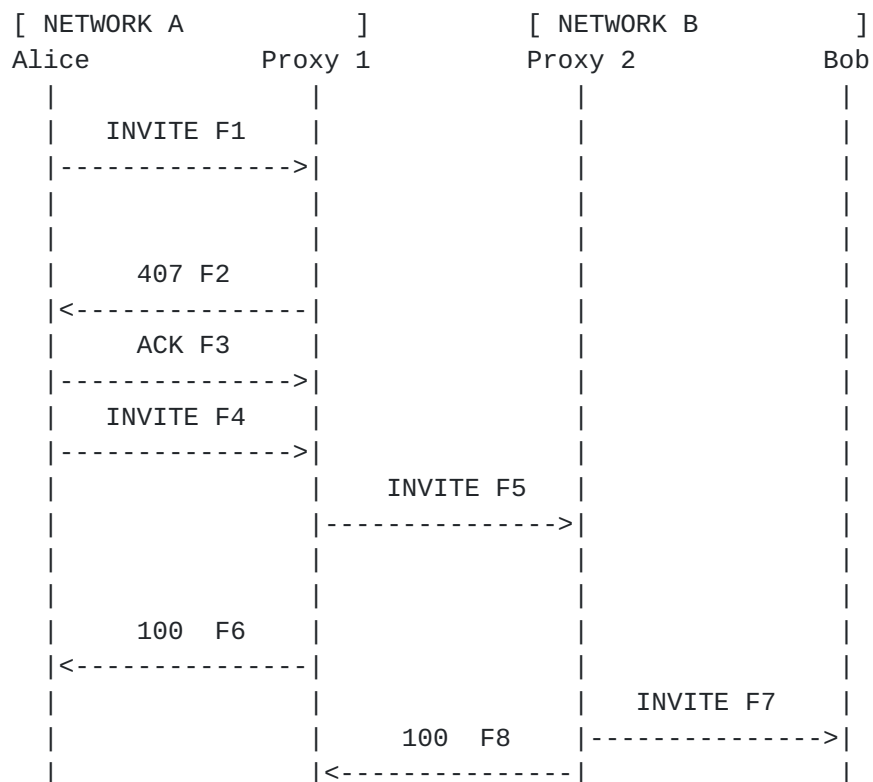 [ NETWORK A           ]          [ NETWORK B          ]
Alice           Proxy 1          Proxy 2            Bob
  |                |                |                |
  |   INVITE F1    |                |                |
  |--------------->|                |                |
  |                |                |                |
  |                |                |                |
  |     407 F2     |                |                |
  |<---------------|                |                |
  |     ACK F3     |                |                |
  |--------------->|                |                |
  |   INVITE F4    |                |                |
  |--------------->|                |                |
  |                |    INVITE F5   |                |
  |                |--------------->|                |
  |                |                |                |
  |                |                |                |
  |                |                |                |
  |     100  F6    |                |                |
  |<---------------|                |                |
  |                |                |   INVITE F7    |
  |                |     100  F8    |--------------->|
  |                |<---------------|                |